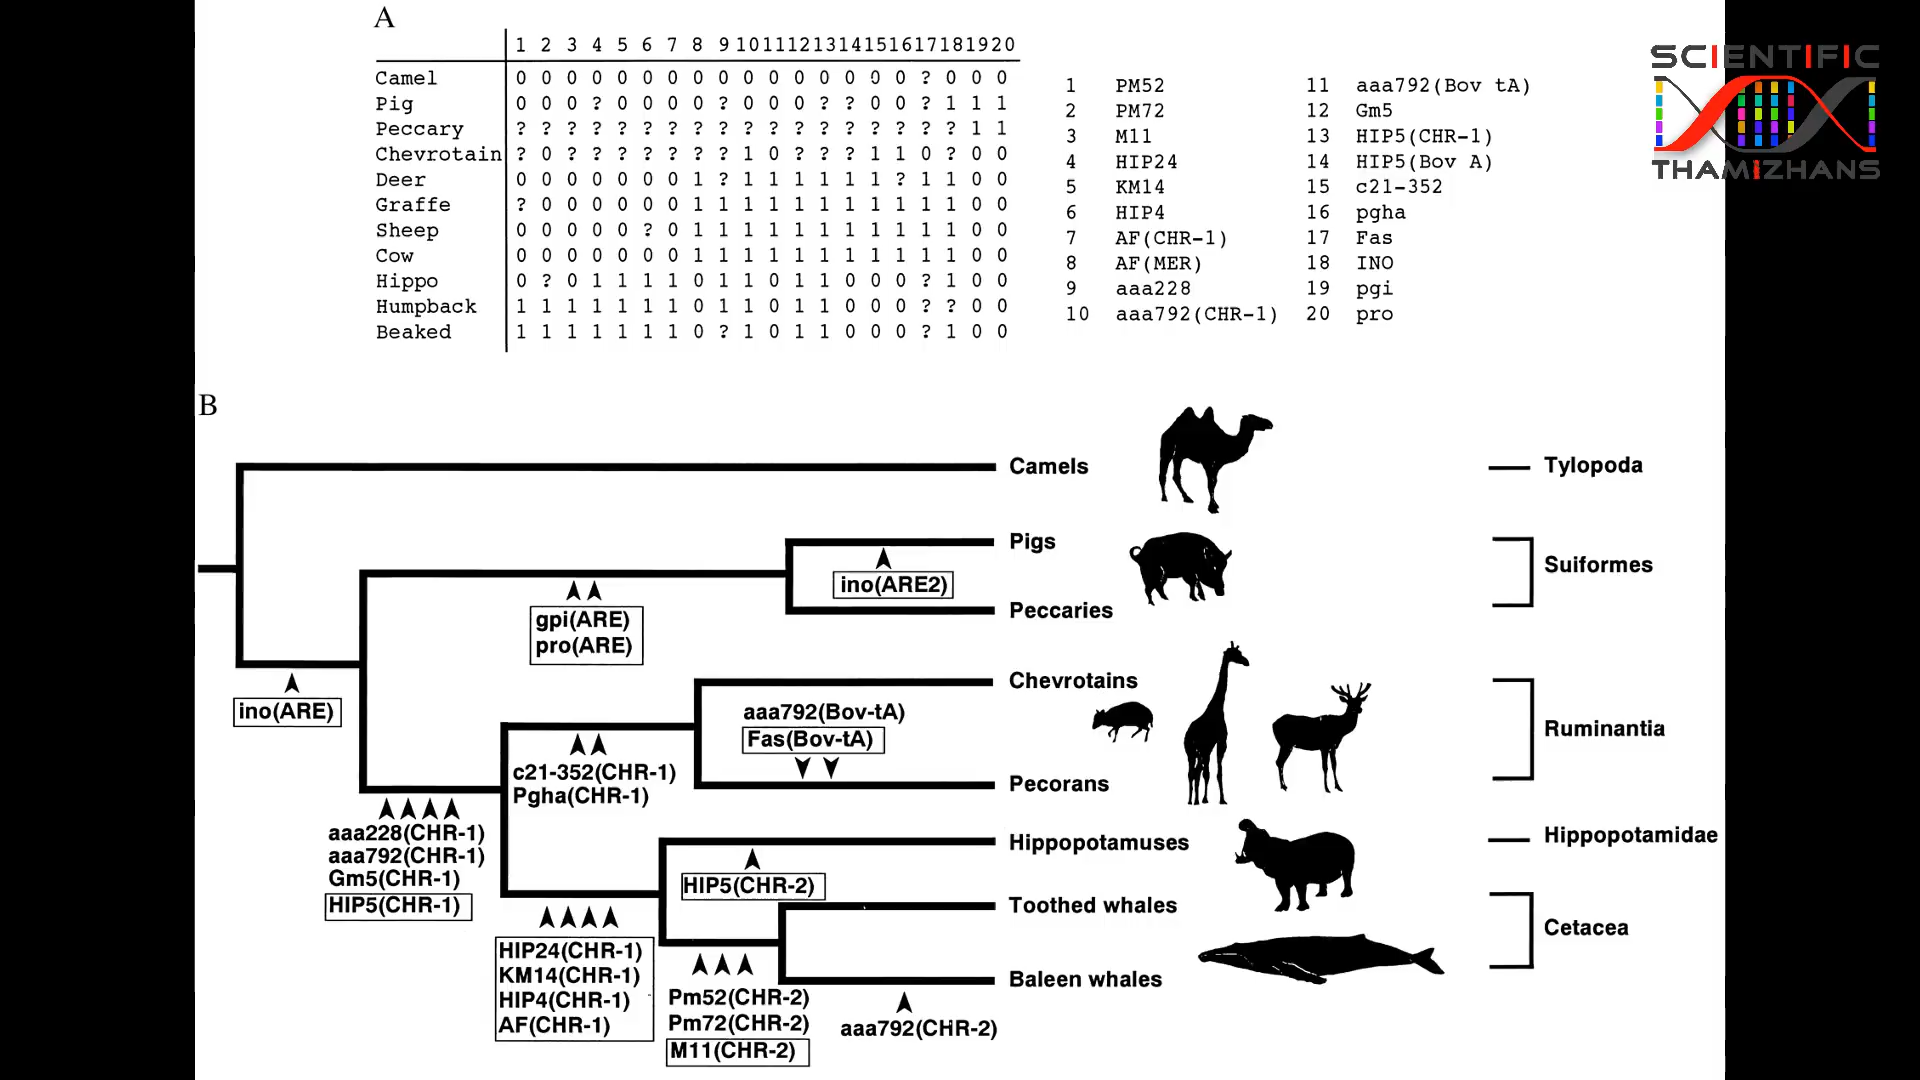 A
1 2 3 4 5 6 7 8 9 10 11 12 13 14 15 16 17 18 19 20
Camel 0 0 0 0 0 0 0 0 0 0 0 0 0 0 0 0 ? 0 0 0
Pig 0 0 0 ? 0 0 0 0 ? 0 0 0 ? ? 0 0 ? 1 1 1
Peccary ? ? ? ? ? ? ? ? ? ? ? ? ? ? ? ? ? ? 1 1
Chevrotain ? 0 ? ? ? ? ? ? ? 1 0 ? ? ? 1 1 0 ? 0 0
Deer 0 0 0 0 0 0 0 1 ? 1 1 1 1 1 1 ? 1 1 0 0
Graffe ? 0 0 0 0 0 0 1 1 1 1 1 1 1 1 1 1 1 0 0
Sheep 0 0 0 0 0 ? 0 1 1 1 1 1 1 1 1 1 1 1 0 0
Cow 0 0 0 0 0 0 0 1 1 1 1 1 1 1 1 1 1 1 0 0
Hippo 0 ? 0 1 1 1 1 0 1 1 0 1 1 0 0 0 ? 1 0 0
Humpback 1 1 1 1 1 1 1 0 1 1 0 1 1 0 0 0 ? ? 0 0
Beaked 1 1 1 1 1 1 1 0 ? 1 0 1 1 0 0 0 ? 1 0 0
1 PM52 11 aaa792(Bov tA)
2 PM72 12 Gm5
3 M11 13 HIP5(CHR-1)
4 HIP24 14 HIP5(Bov A)
5 KM14 15 c21-352
6 HIP4 16 pgha
7 AF(CHR-1) 17 Fas
8 AF(MER) 18 INO
9 aaa228 19 pgi
10 aaa792(CHR-1) 20 pro
SCIENTIFIC
THAMIZHANS
B
Camels
Tylopoda
Pigs
ino(ARE2)
Peccaries
Suiformes
gpi(ARE)
pro(ARE)
ino(ARE)
Chevrotains
aaa792(Bov-tA)
Fas(Bov-tA)
Pecorans
Ruminantia
c21-352(CHR-1)
Pgha(CHR-1)
aaa228(CHR-1)
aaa792(CHR-1)
Gm5(CHR-1)
HIP5(CHR-1)
Hippopotamuses
Hippopotamidae
HIP5(CHR-2)
Toothed whales
Cetacea
Baleen whales
HIP24(CHR-1)
KM14(CHR-1)
HIP4(CHR-1)
AF(CHR-1)
Pm52(CHR-2)
Pm72(CHR-2)
M11(CHR-2)
aaa792(CHR-2)